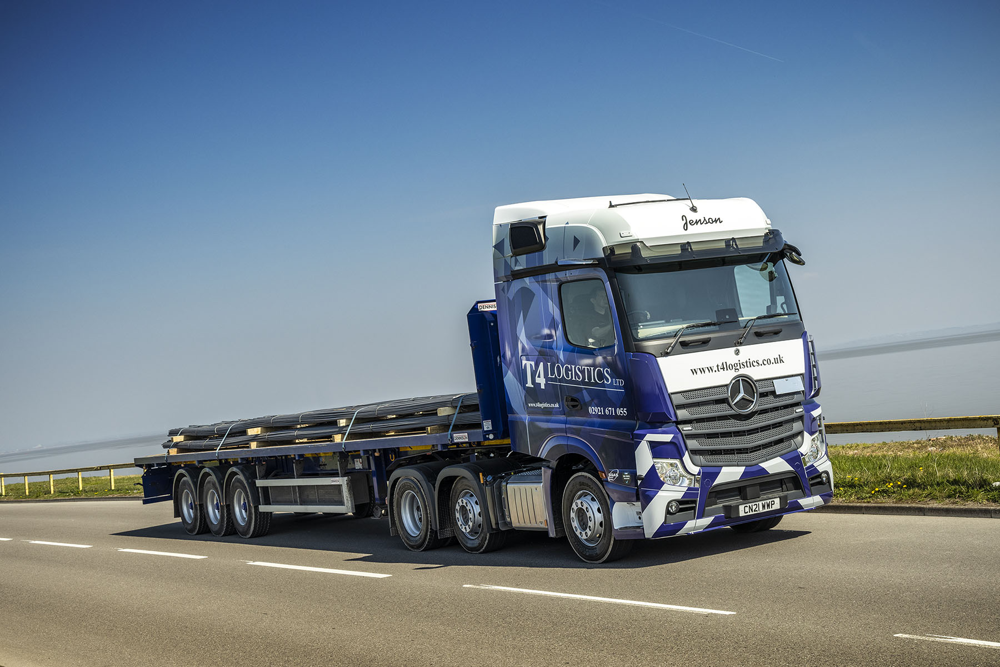 Jenson
DENNISON
www.t4logistics.co.uk
T4 LOGISTICS LTD
www.t4logistics.co.uk
02921 671 055
DENNISON
DENNISON
CN21 WWP